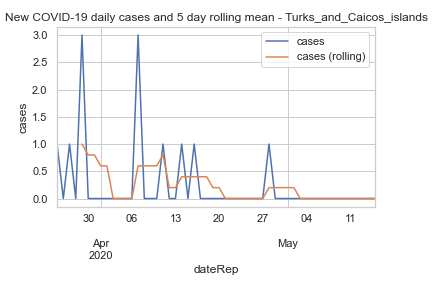 New COVID-19 daily cases and 5 day rolling mean - Turks_and_Caicos_islands
cases
cases (rolling)
cases
3.0
2.5
2.0
1.5
1.0
0.5
0.0
30 06 13 20 27 04 11
Apr May
2020
dateRep